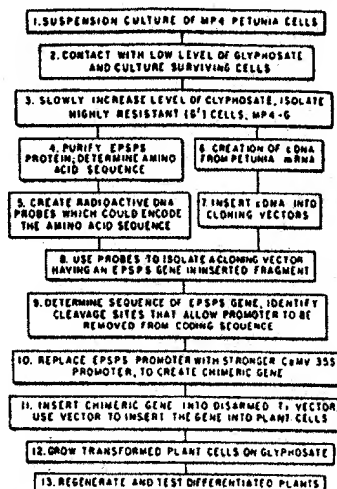 1. SUSPENSION CULTURE OF MP4 PETUNIA CELLS
2. CONTACT WITH LOW LEVEL OF GLYPHOSATE
AND CULTURE SURVIVING CELLS
3. SLOWLY INCREASE LEVEL OF GLYPHOSATE, ISOLATE
HIGHLY RESISTANT (Gʳ) CELLS, MP4-G
4. PURIFY EPSPS
PROTEIN; DETERMINE AMINO
ACID SEQUENCE
5. CREATE RADIOACTIVE DNA
PROBES WHICH COULD ENCODE
THE AMINO ACID SEQUENCE
6. CREATION OF cDNA
FROM PETUNIA mRNA
7. INSERT cDNA INTO
CLONING VECTORS
8. USE PROBES TO ISOLATE A CLONING VECTOR
HAVING AN EPSPS GENE IN INSERTED FRAGMENT
9. DETERMINE SEQUENCE OF EPSPS GENE, IDENTIFY
CLEAVAGE SITES THAT ALLOW PROMOTER TO BE
REMOVED FROM CODING SEQUENCE
10. REPLACE EPSPS PROMOTER WITH STRONGER CaMV 35S
PROMOTER, TO CREATE CHIMERIC GENE
11. INSERT CHIMERIC GENE INTO DISARMED Ti VECTOR
USE VECTOR TO INSERT THE GENE INTO PLANT CELLS
12. GROW TRANSFORMED PLANT CELLS ON GLYPHOSATE
13. REGENERATE AND TEST DIFFERENTIATED PLANTS